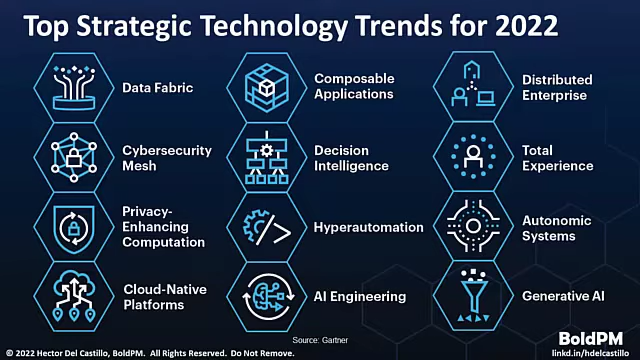 Top Strategic Technology Trends for 2022
Data Fabric
Cybersecurity
Mesh
Privacy-
Enhancing
Computation
Cloud-Native
Platforms
Composable
Applications
Decision
Intelligence
Hyperautomation
AI Engineering
Distributed
Enterprise
Total
Experience
Autonomic
Systems
Generative AI
Source: Gartner
BoldPM
© 2022 Hector Del Castillo, BoldPM. All Rights Reserved. Do Not Remove.
linkd.in/hdelcastillo